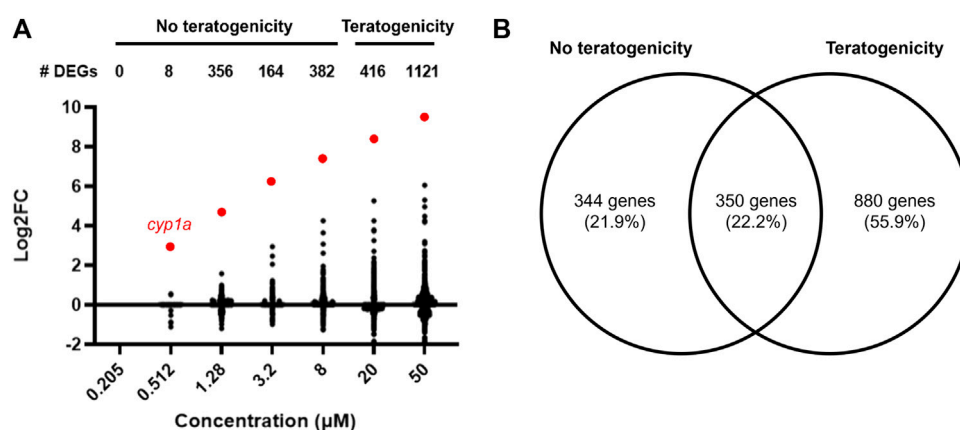 A
No teratogenicity
Teratogenicity
# DEGs 0 8 356 164 382 416 1121
Log2FC
10
8
6
4
2
0
-2
cyp1a
0.205 0.512 1.28 3.2 8 20 50
Concentration (µM)
B
No teratogenicity
Teratogenicity
344 genes
(21.9%)
350 genes
(22.2%)
880 genes
(55.9%)